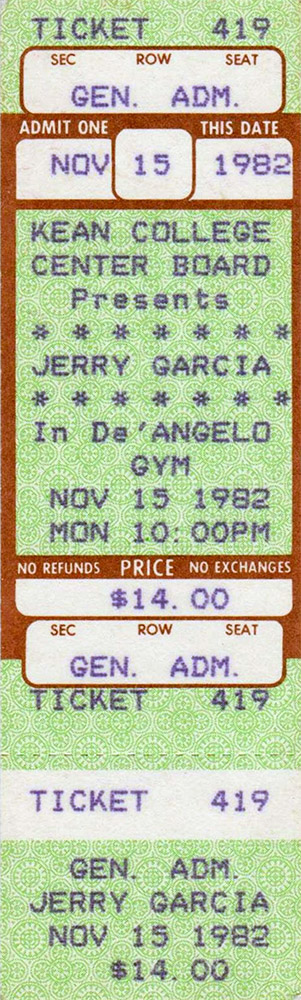 TICKET 419
SEC ROW SEAT
GEN. ADM.
ADMIT ONE THIS DATE
NOV 15 1982
KEAN COLLEGE
CENTER BOARD
Presents
* * * * * * *
JERRY GARCIA
* * * * * * *
In De'ANGELO
GYM
NOV 15 1982
MON 10:00PM
NO REFUNDS PRICE NO EXCHANGES
$14.00
SEC ROW SEAT
GEN. ADM.
TICKET 419
TICKET 419
GEN. ADM.
JERRY GARCIA
NOV 15 1982
$14.00